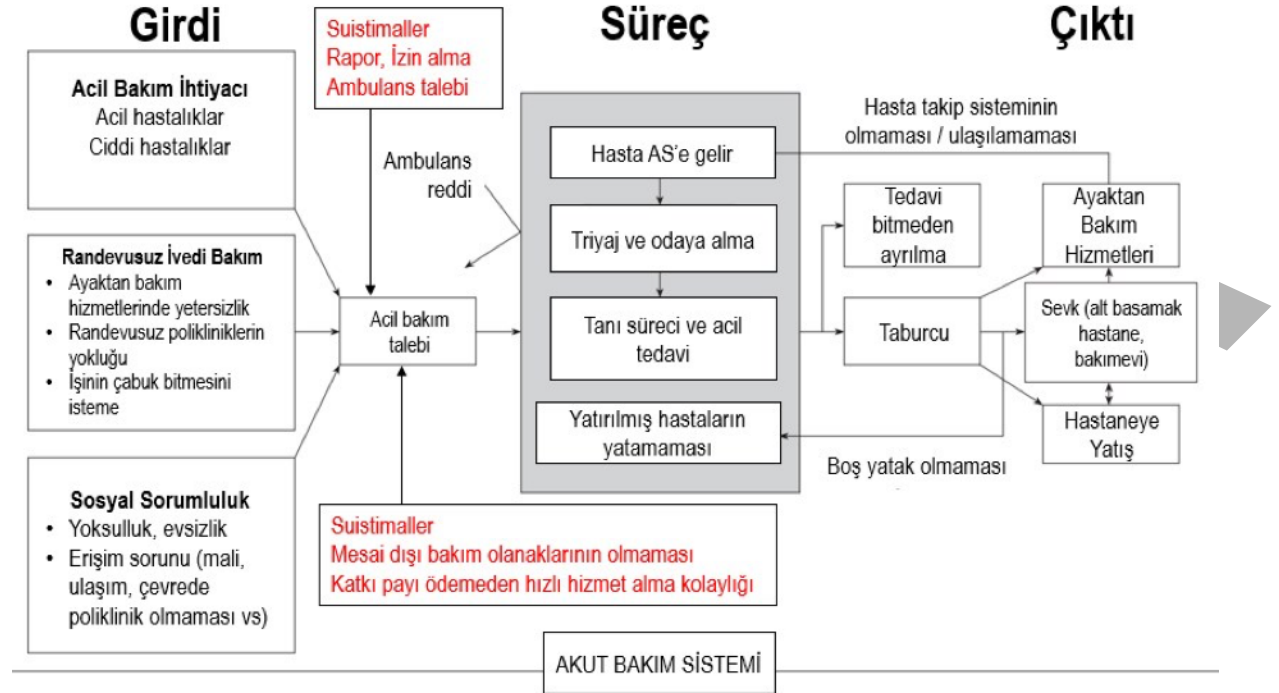 Girdi
Süreç
Çıktı
Acil Bakım İhtiyacı
Acil hastalıklar
Ciddi hastalıklar
Randevusuz İvedi Bakım
• Ayaktan bakım
hizmetlerinde yetersizlik
• Randevusuz polikliniklerin
yokluğu
• İşinin çabuk bitmesini
isteme
Sosyal Sorumluluk
• Yoksulluk, evsizlik
• Erişim sorunu (mali,
ulaşım, çevrede
poliklinik olmaması vs)
Suistimaller
Rapor, İzin alma
Ambulans talebi
Ambulans
reddi
Acil bakım
talebi
Suistimaller
Mesai dışı bakım olanaklarının olmaması
Katkı payı ödemeden hızlı hizmet alma kolaylığı
Hasta AS'e gelir
Triyaj ve odaya alma
Tanı süreci ve acil
tedavi
Yatırılmış hastaların
yatamaması
Hasta takip sisteminin
olmaması / ulaşılamaması
Tedavi
bitmeden
ayrılma
Ayaktan
Bakım
Hizmetleri
Taburcu
Sevk (alt basamak
hastane,
bakımevi)
Hastaneye
Yatış
Boş yatak olmaması
AKUT BAKIM SİSTEMİ